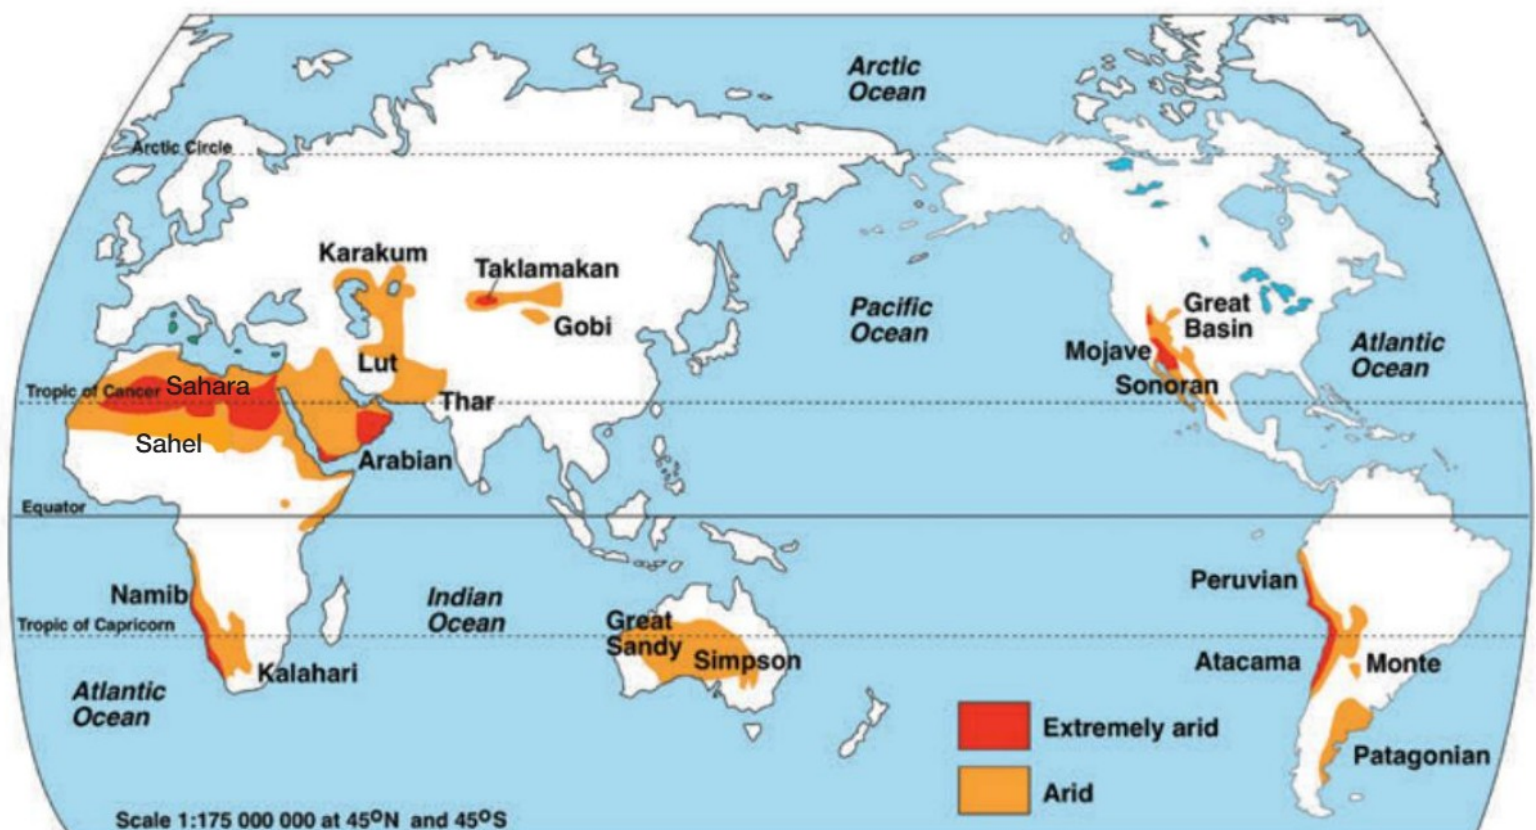 Arctic
Ocean
Arctic Circle
Karakum
Taklamakan
Gobi
Great
Basin
Pacific
Ocean
Atlantic
Ocean
Mojave
Lut
Sonoran
Tropic of Cancer
Sahara
Thar
Sahel
Arabian
Equator
Peruvian
Namib
Indian
Ocean
Great
Sandy
Tropic of Capricorn
Simpson
Atacama
Monte
Kalahari
Atlantic
Ocean
Extremely arid
Patagonian
Arid
Scale 1:175 000 000 at 45ºN and 45ºS